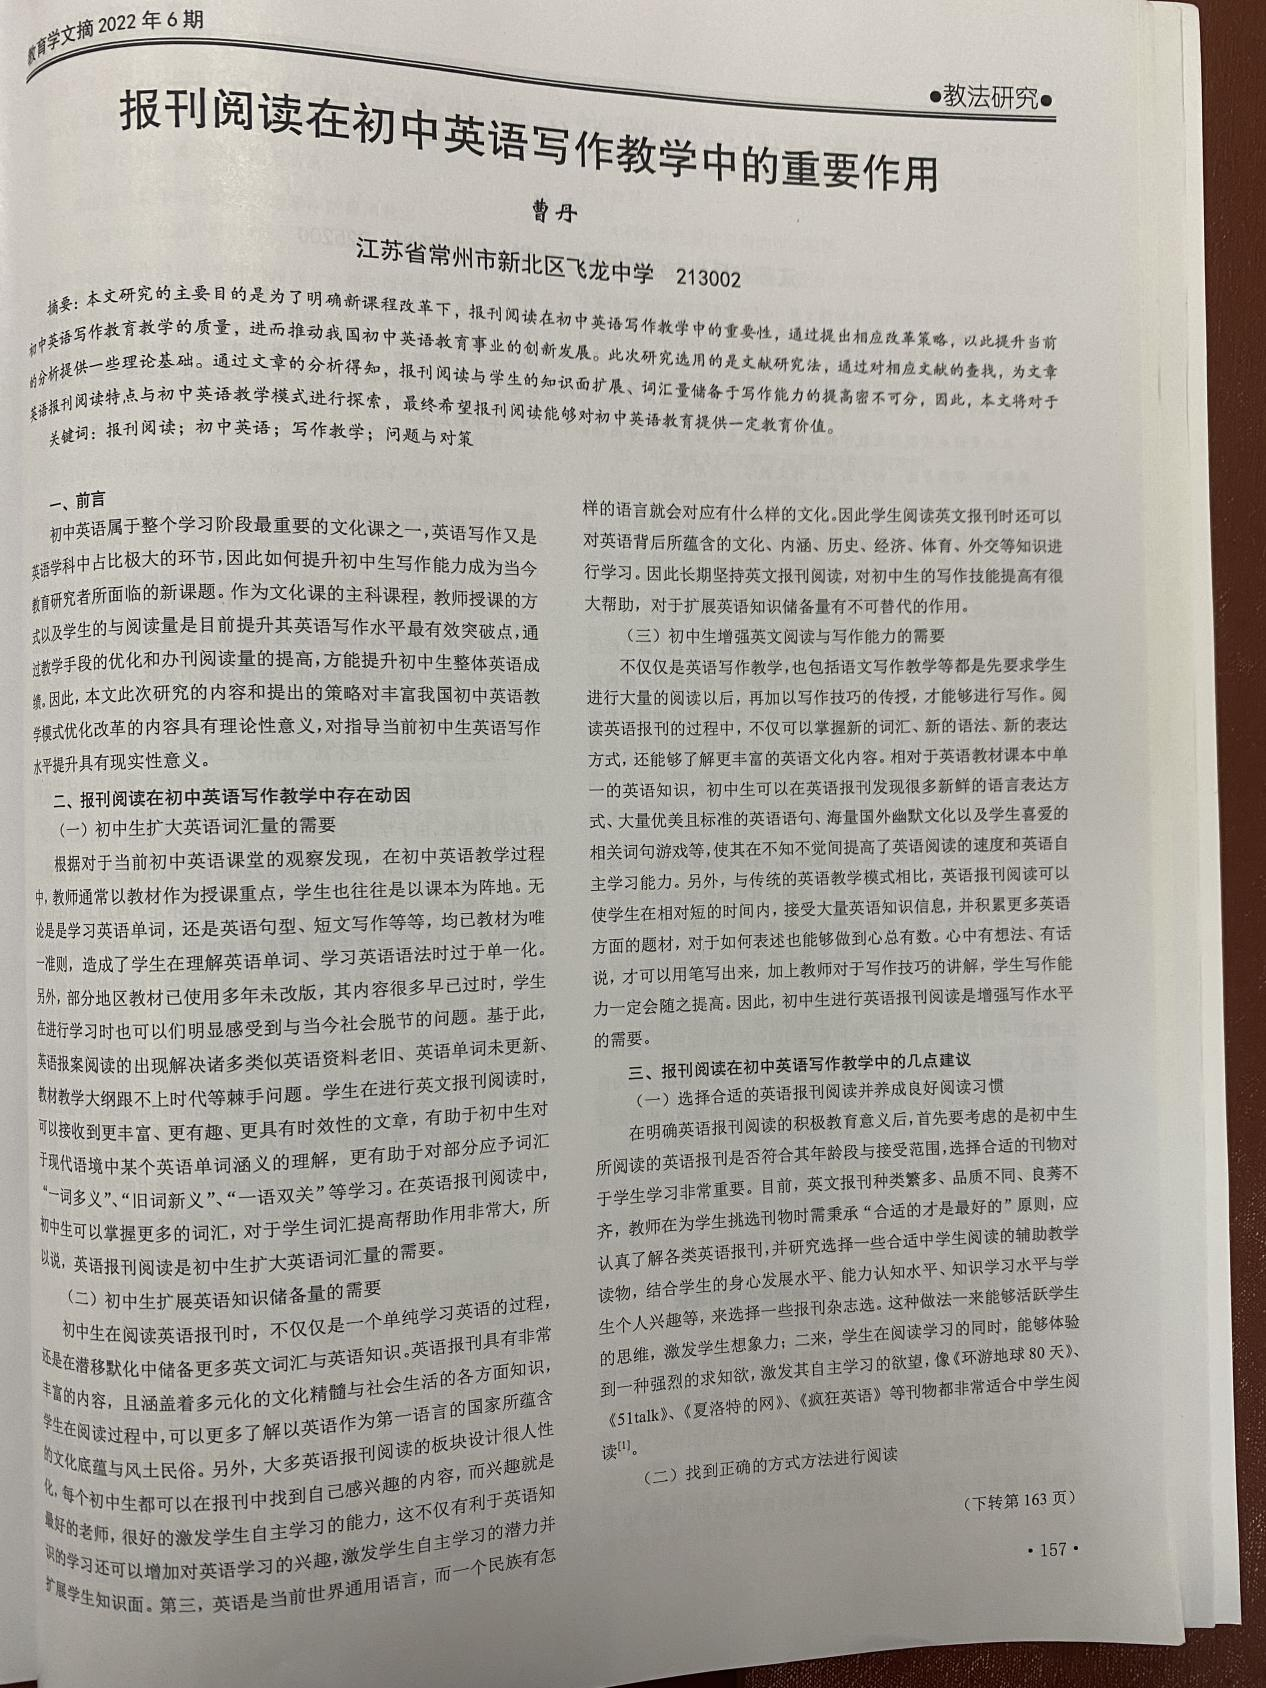 教育学文摘 2022 年 6 期
●教法研究●
报刊阅读在初中英语写作教学中的重要作用
曹丹
江苏省常州市新北区飞龙中学 213002
摘要：本文研究的主要目的是为了明确新课程改革下，报刊阅读在初中英语写作教学中的重要性，通过提出相应改革策略，以此提升当前
初中英语写作教育教学的质量，进而推动我国初中英语教育事业的创新发展。此次研究选用的是文献研究法，通过对相应文献的查找，为文章
的分析提供一些理论基础。通过文章的分析得知，报刊阅读与学生的知识面扩展、词汇量储备于写作能力的提高密不可分，因此，本文将对于
英语报刊阅读特点与初中英语教学模式进行探索，最终希望报刊阅读能够对初中英语教育提供一定教育价值。
关键词：报刊阅读；初中英语；写作教学；问题与对策
一、前言
初中英语属于整个学习阶段最重要的文化课之一，英语写作又是
英语学科中占比极大的环节，因此如何提升初中生写作能力成为当今
教育研究者所面临的新课题。作为文化课的主科课程，教师授课的方
式以及学生的与阅读量是目前提升其英语写作水平最有效突破点，通
过教学手段的优化和办刊阅读量的提高，方能提升初中生整体英语成
绩。因此，本文此次研究的内容和提出的策略对丰富我国初中英语教
学模式优化改革的内容具有理论性意义，对指导当前初中生英语写作
水平提升具有现实性意义。
二、报刊阅读在初中英语写作教学中存在动因
（一）初中生扩大英语词汇量的需要
根据对于当前初中英语课堂的观察发现，在初中英语教学过程
中，教师通常以教材作为授课重点，学生也往往是以课本为阵地。无
论是是学习英语单词，还是英语句型、短文写作等等，均已教材为唯
一准则，造成了学生在理解英语单词、学习英语语法时过于单一化。
另外，部分地区教材已使用多年未改版，其内容很多早已过时，学生
在进行学习时也可以们明显感受到与当今社会脱节的问题。基于此，
英语报案阅读的出现解决诸多类似英语资料老旧、英语单词未更新、
教材教学大纲跟不上时代等棘手问题。学生在进行英文报刊阅读时，
可以接收到更丰富、更有趣、更具有时效性的文章，有助于初中生对
于现代语境中某个英语单词涵义的理解，更有助于对部分应予词汇
“一词多义”、“旧词新义”、“一语双关”等学习。在英语报刊阅读中，
初中生可以掌握更多的词汇，对于学生词汇提高帮助作用非常大，所
以说，英语报刊阅读是初中生扩大英语词汇量的需要。
（二）初中生扩展英语知识储备量的需要
初中生在阅读英语报刊时，不仅仅是一个单纯学习英语的过程，
还是在潜移默化中储备更多英文词汇与英语知识。英语报刊具有非常
丰富的内容，且涵盖着多元化的文化精髓与社会生活的各方面知识，
学生在阅读过程中，可以更多了解以英语作为第一语言的国家所蕴含
的文化底蕴与风土民俗。另外，大多英语报刊阅读的板块设计很人性
化，每个初中生都可以在报刊中找到自己感兴趣的内容，而兴趣就是
最好的老师，很好的激发学生自主学习的能力，这不仅有利于英语知
识的学习还可以增加对英语学习的兴趣，激发学生自主学习的潜力并
扩展学生知识面。第三，英语是当前世界通用语言，而一个民族有怎
样的语言就会对应有什么样的文化。因此学生阅读英文报刊时还可以
对英语背后所蕴含的文化、内涵、历史、经济、体育、外交等知识进
行学习。因此长期坚持英文报刊阅读，对初中生的写作技能提高有很
大帮助，对于扩展英语知识储备量有不可替代的作用。
（三）初中生增强英文阅读与写作能力的需要
不仅仅是英语写作教学，也包括语文写作教学等都是先要求学生
进行大量的阅读以后，再加以写作技巧的传授，才能够进行写作。阅
读英语报刊的过程中，不仅可以掌握新的词汇、新的语法、新的表达
方式，还能够了解更丰富的英语文化内容。相对于英语教材课本中单
一的英语知识，初中生可以在英语报刊发现很多新鲜的语言表达方
式、大量优美且标准的英语语句、海量国外幽默文化以及学生喜爱的
相关词句游戏等，使其在不知不觉间提高了英语阅读的速度和英语自
主学习能力。另外，与传统的英语教学模式相比，英语报刊阅读可以
使学生在相对短的时间内，接受大量英语知识信息，并积累更多英语
方面的题材，对于如何表述也能够做到心总有数。心中有想法、有话
说，才可以用笔写出来，加上教师对于写作技巧的讲解，学生写作能
力一定会随之提高。因此，初中生进行英语报刊阅读是增强写作水平
的需要。
三、报刊阅读在初中英语写作教学中的几点建议
（一）选择合适的英语报刊阅读并养成良好阅读习惯
在明确英语报刊阅读的积极教育意义后，首先要考虑的是初中生
所阅读的英语报刊是否符合其年龄段与接受范围，选择合适的刊物对
于学生学习非常重要。目前，英文报刊种类繁多、品质不同、良莠不
齐，教师在为学生挑选刊物时需秉承“合适的才是最好的”原则，应
认真了解各类英语报刊，并研究选择一些合适中学生阅读的辅助教学
读物，结合学生的身心发展水平、能力认知水平、知识学习水平与学
生个人兴趣等，来选择一些报刊杂志选。这种做法一来能够活跃学生
的思维，激发学生想象力；二来，学生在阅读学习的同时，能够体验
到一种强烈的求知欲，激发其自主学习的欲望，像《环游地球 80 天》、
《51talk》、《夏洛特的网》、《疯狂英语》等刊物都非常适合中学生阅
读[1]。
（二）找到正确的方式方法进行阅读
（下转第 163 页）
·157·